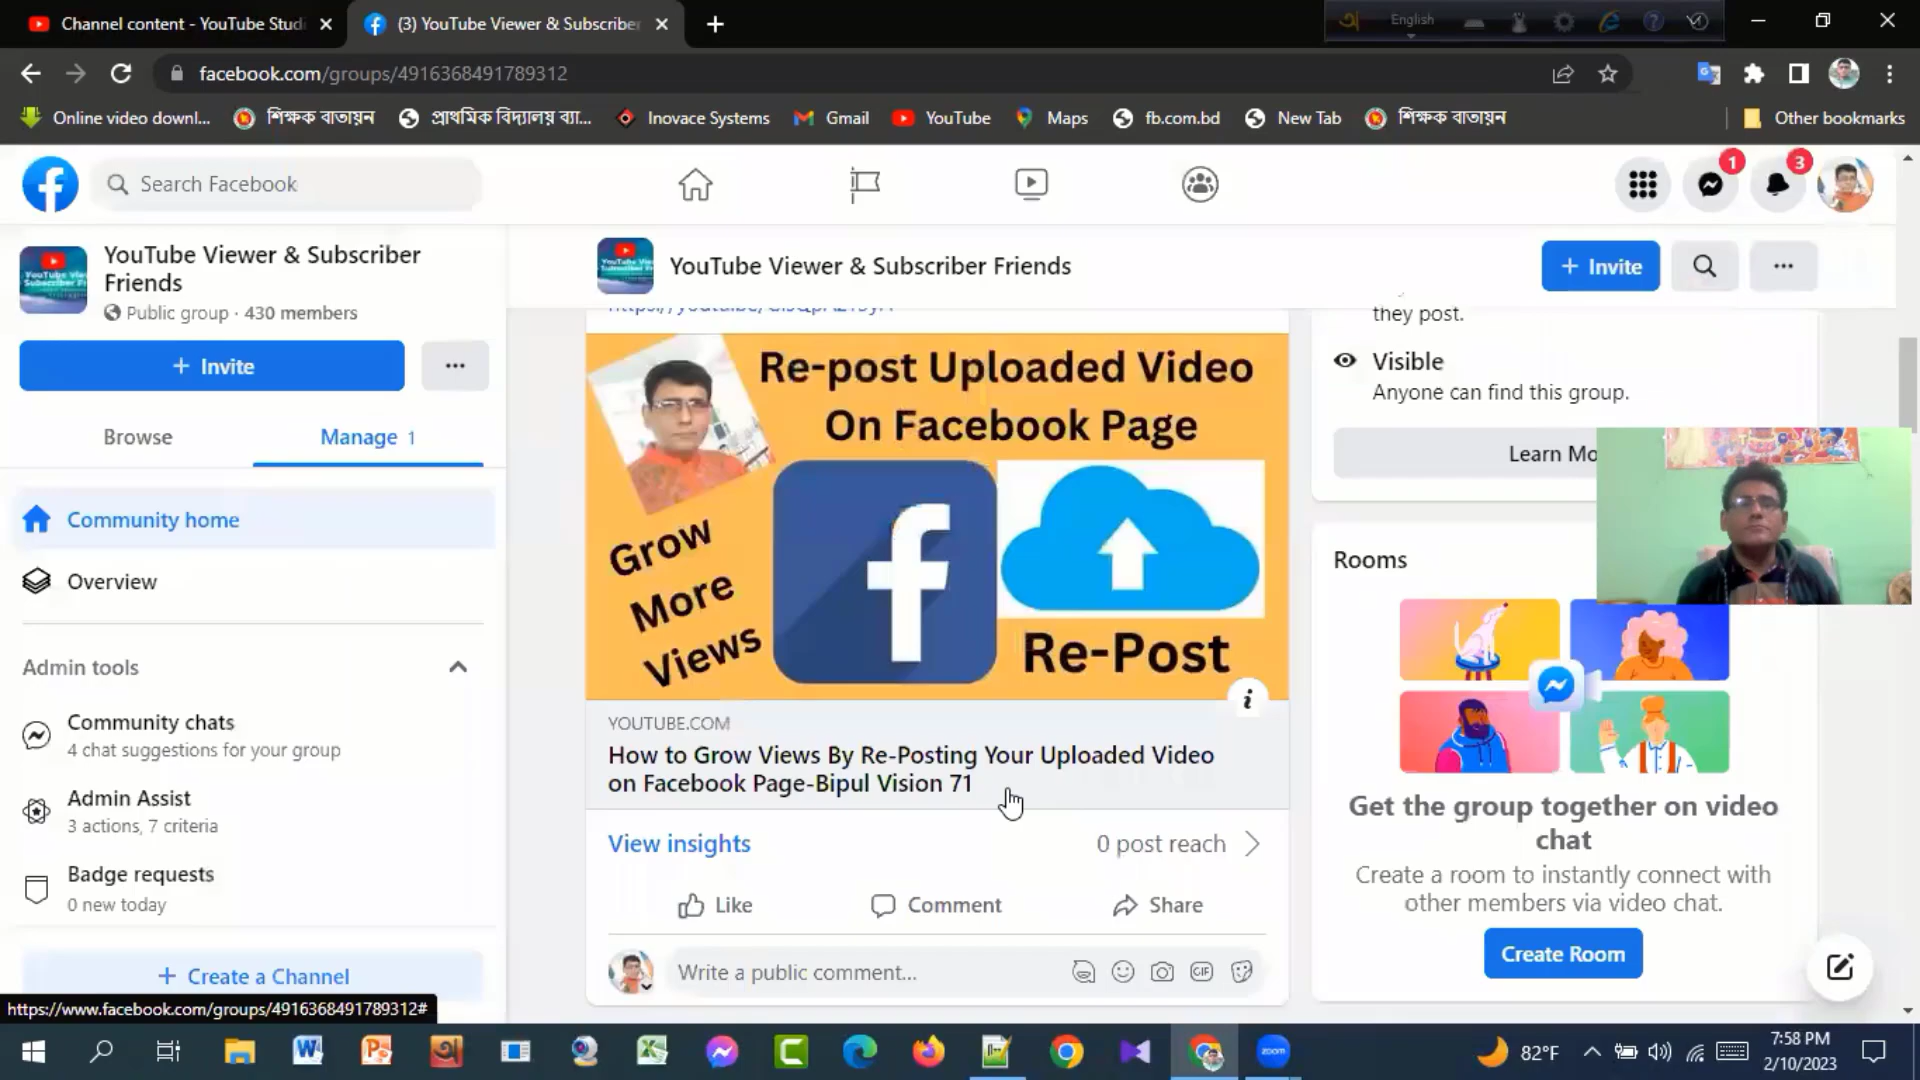 Channel content - YouTube Studi
(3) YouTube Viewer & Subscribe
English
facebook.com/groups/4916368491789312
Online video downl...
শিক্ষক বাতায়ন
প্রাথমিক বিদ্যালয় ব্যা...
Inovace Systems
Gmail
YouTube
Maps
fb.com.bd
New Tab
শিক্ষক বাতায়ন
Other bookmarks
Search Facebook
1
3
YouTube Viewer & Subscriber
Friends
Public group · 430 members
+ Invite
Browse
Manage 1
Community home
Overview
Admin tools
Community chats
4 chat suggestions for your group
Admin Assist
3 actions, 7 criteria
Badge requests
0 new today
+ Create a Channel
https://www.facebook.com/groups/4916368491789312#
YouTube Viewer & Subscriber Friends
+ Invite
Re-post Uploaded Video
On Facebook Page
Grow
More
Views
Re-Post
YOUTUBE.COM
How to Grow Views By Re-Posting Your Uploaded Video
on Facebook Page-Bipul Vision 71
View insights
0 post reach
Like
Comment
Share
Write a public comment...
GIF
they post.
Visible
Anyone can find this group.
Learn Mo
Rooms
Get the group together on video
chat
Create a room to instantly connect with
other members via video chat.
Create Room
zoom
82°F
7:58 PM
2/10/2023